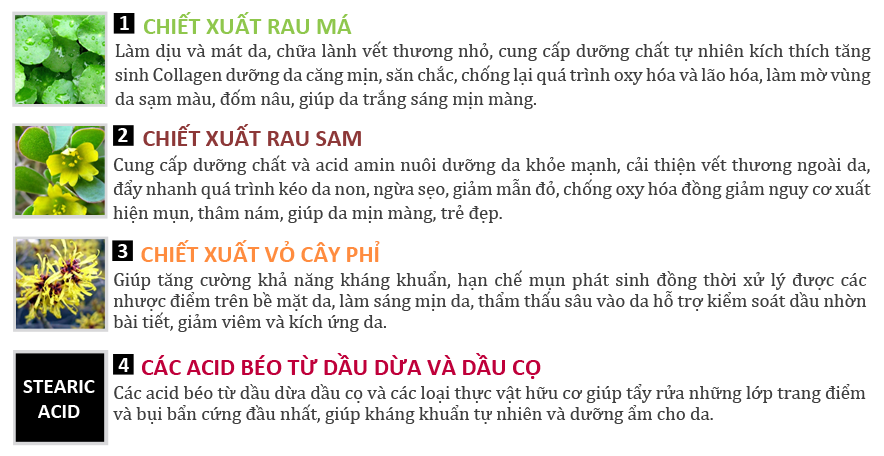 1 CHIẾT XUẤT RAU MÁ
Làm dịu và mát da, chữa lành vết thương nhỏ, cung cấp dưỡng chất tự nhiên kích thích tăng
sinh Collagen dưỡng da căng mịn, săn chắc, chống lại quá trình oxy hóa và lão hóa, làm mờ vùng
da sạm màu, đốm nâu, giúp da trắng sáng mịn màng.
2 CHIẾT XUẤT RAU SAM
Cung cấp dưỡng chất và acid amin nuôi dưỡng da khỏe mạnh, cải thiện vết thương ngoài da,
đẩy nhanh quá trình kéo da non, ngừa sẹo, giảm mẫn đỏ, chống oxy hóa đồng giảm nguy cơ xuất
hiện mụn, thâm nám, giúp da mịn màng, trẻ đẹp.
3 CHIẾT XUẤT VỎ CÂY PHỈ
Giúp tăng cường khả năng kháng khuẩn, hạn chế mụn phát sinh đồng thời xử lý được các
nhược điểm trên bề mặt da, làm sáng mịn da, thẩm thấu sâu vào da hỗ trợ kiểm soát dầu nhờn
bài tiết, giảm viêm và kích ứng da.
4 CÁC ACID BÉO TỪ DẦU DỪA VÀ DẦU CỌ
STEARIC
ACID
Các acid béo từ dầu dừa dầu cọ và các loại thực vật hữu cơ giúp tẩy rửa những lớp trang điểm
và bụi bẩn cứng đầu nhất, giúp kháng khuẩn tự nhiên và dưỡng ẩm cho da.